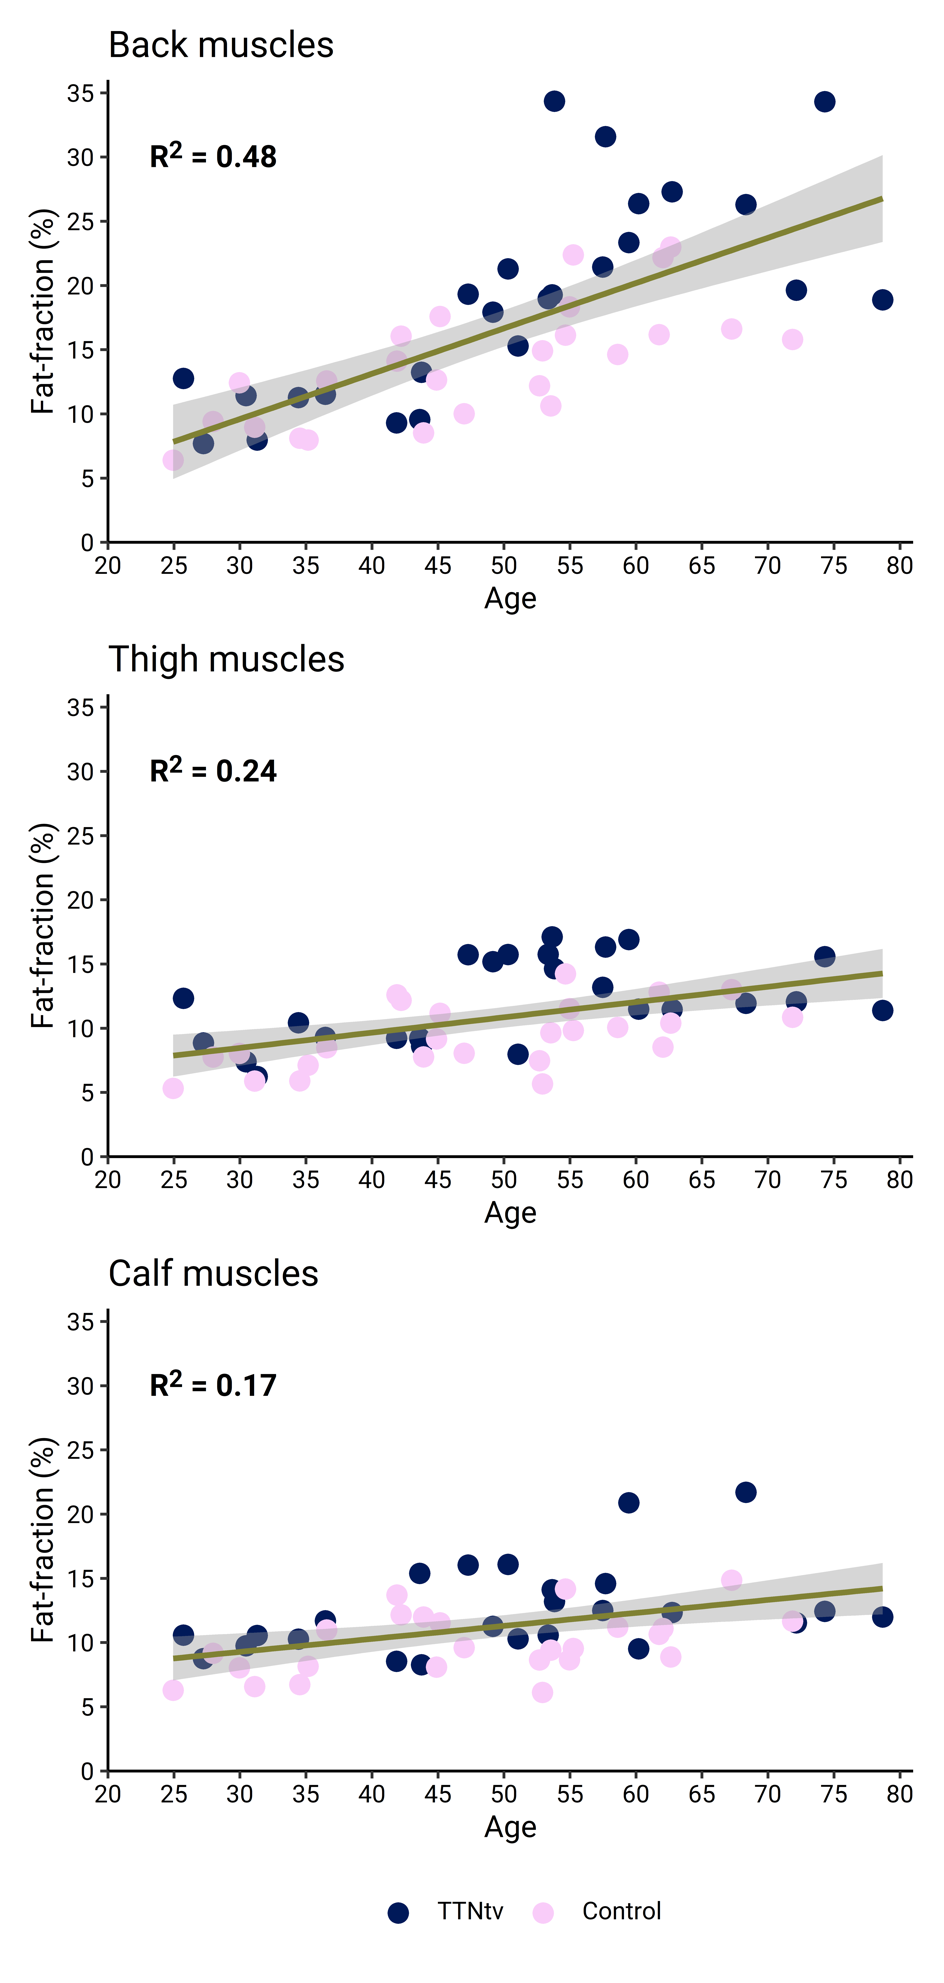 Back muscles
35
R² = 0.48
30
25
20
15
10
5
0
Fat-fraction (%)
20 25 30 35 40 45 50 55 60 65 70 75 80
Age
Thigh muscles
35
R² = 0.24
30
25
20
15
10
5
0
Fat-fraction (%)
20 25 30 35 40 45 50 55 60 65 70 75 80
Age
Calf muscles
35
R² = 0.17
30
25
20
15
10
5
0
Fat-fraction (%)
20 25 30 35 40 45 50 55 60 65 70 75 80
Age
TTNtv Control